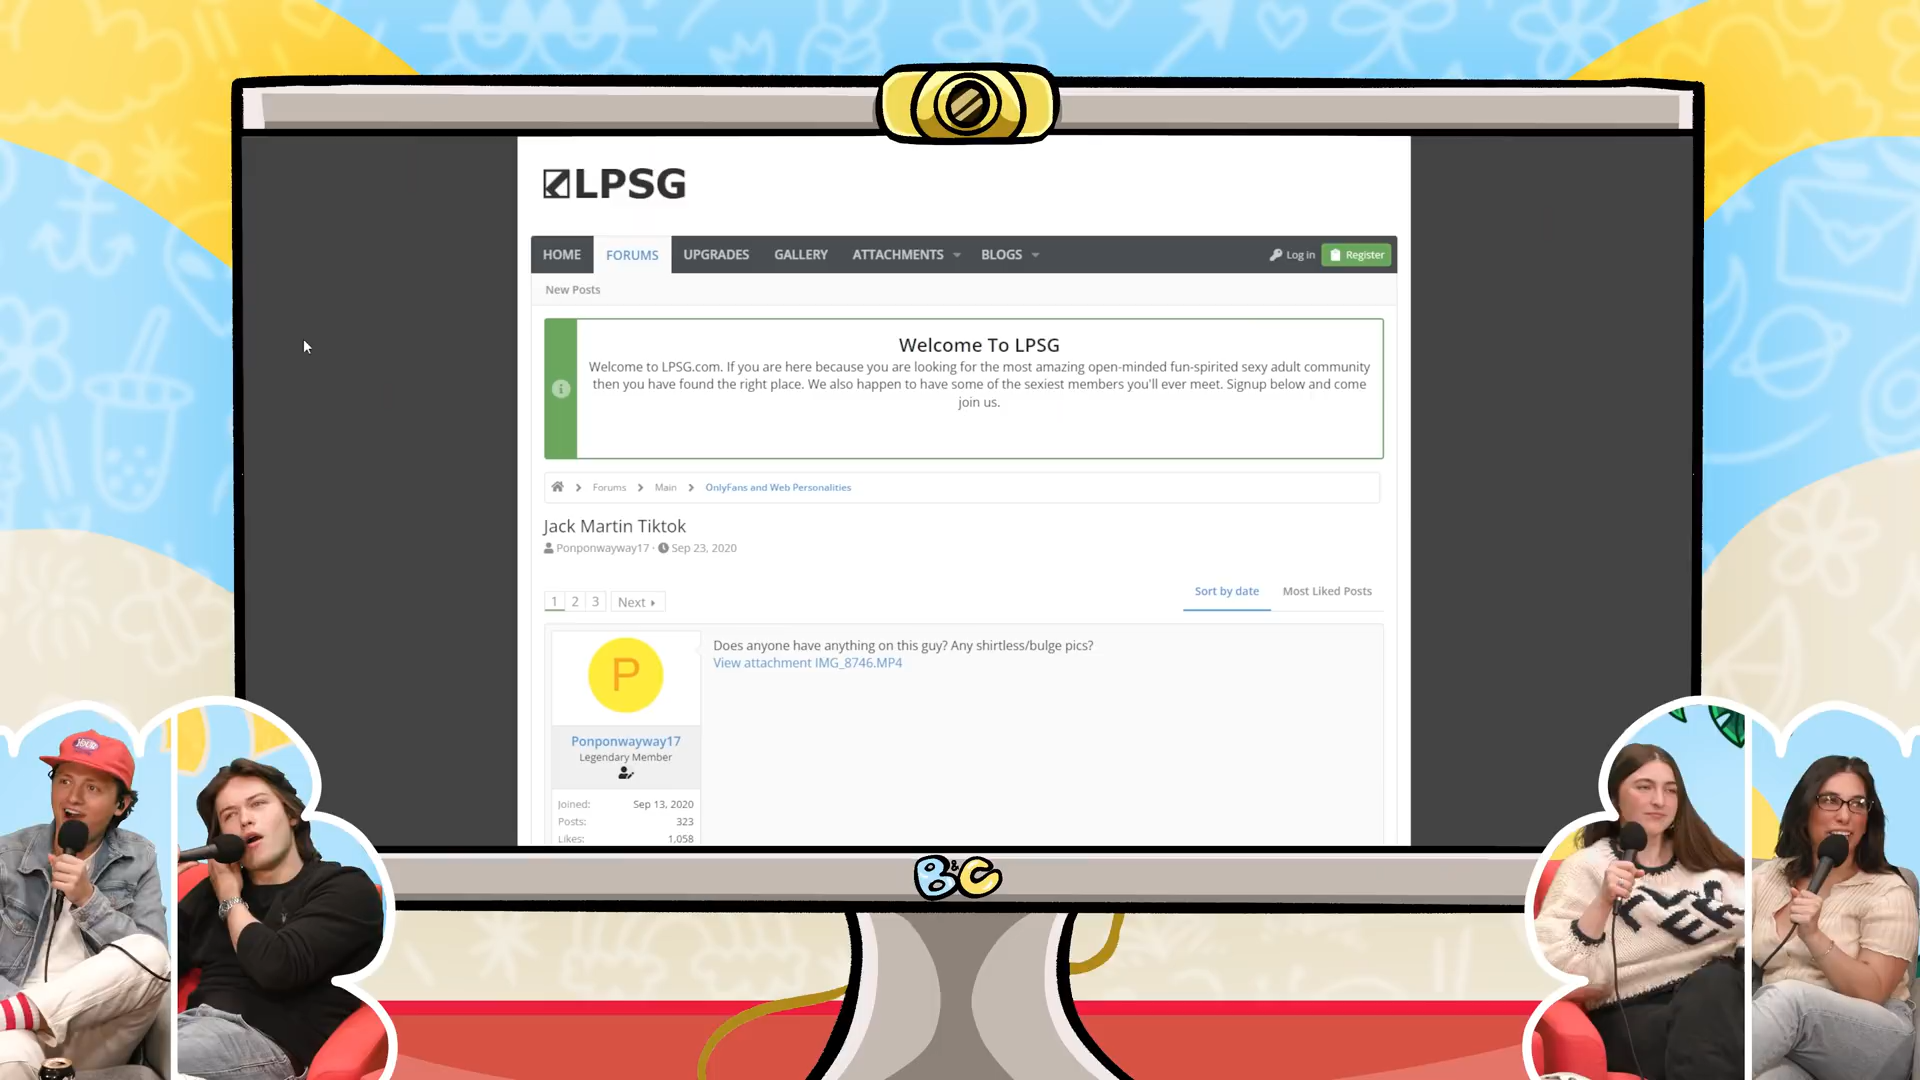 LPSG
HOME FORUMS UPGRADES GALLERY ATTACHMENTS BLOGS Log in Register
New Posts
Welcome To LPSG
Welcome to LPSG.com. If you are here because you are looking for the most amazing open-minded fun-spirited sexy adult community
then you have found the right place. We also happen to have some of the sexiest members you'll ever meet. Signup below and come
join us.
Forums Main OnlyFans and Web Personalities
Jack Martin Tiktok
Ponponwayway17 · Sep 23, 2020
Sort by date Most Liked Posts
1 2 3 Next
Does anyone have anything on this guy? Any shirtless/bulge pics?
View attachment IMG_8746.MP4
P
Ponponwayway17
Legendary Member
Joined: Sep 13, 2020
Posts: 323
Likes: 1,058
B&C